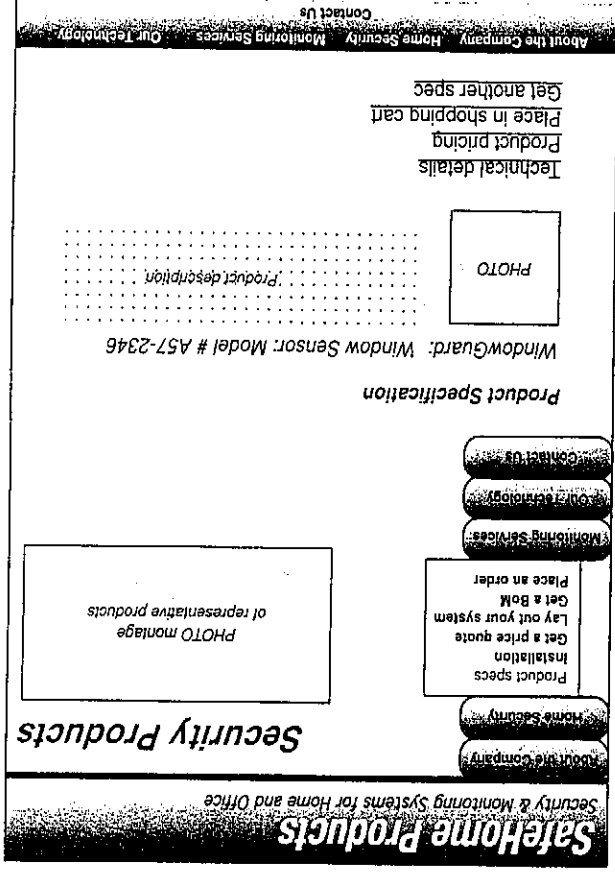 SafeHome Products
Security & Monitoring Systems for Home and Office
About the Company
Home Security
Security Products
Product specs
Installation
Get a price quote
Lay out your system
Get a BoM
Place an order
PHOTO montage
of representative products
Monitoring Services
Our Technology
Contact Us
Product Specification
WindowGuard: Window Sensor: Model # A57-2346
PHOTO
Product description
Technical details
Product pricing
Place in shopping cart
Get another spec
About the Company Home Security Monitoring Services Our Technology
Contact Us